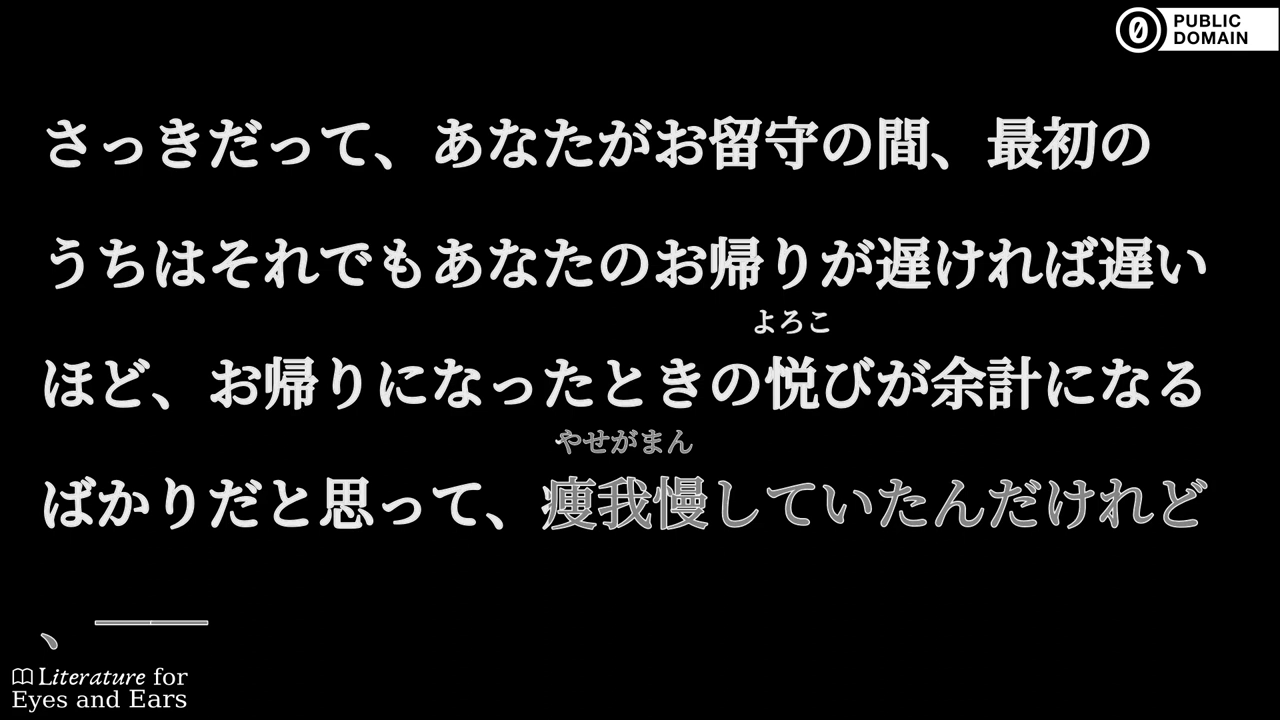 PUBLIC
DOMAIN
さっきだって、あなたがお留守の間、最初の
うちはそれでもあなたのお帰りが遅ければ遅い
よろこ
ほど、お帰りになったときの悦びが余計になる
やせがまん
ばかりだと思って、痩我慢していたんだけれど
、――
Literature for
Eyes and Ears